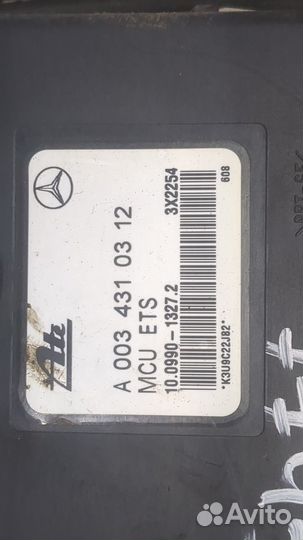 Ate
A 003 431 03 12
MCU ETS
10.0990-1327.2
3X2254
608
*K3U9C22J82*
Avito